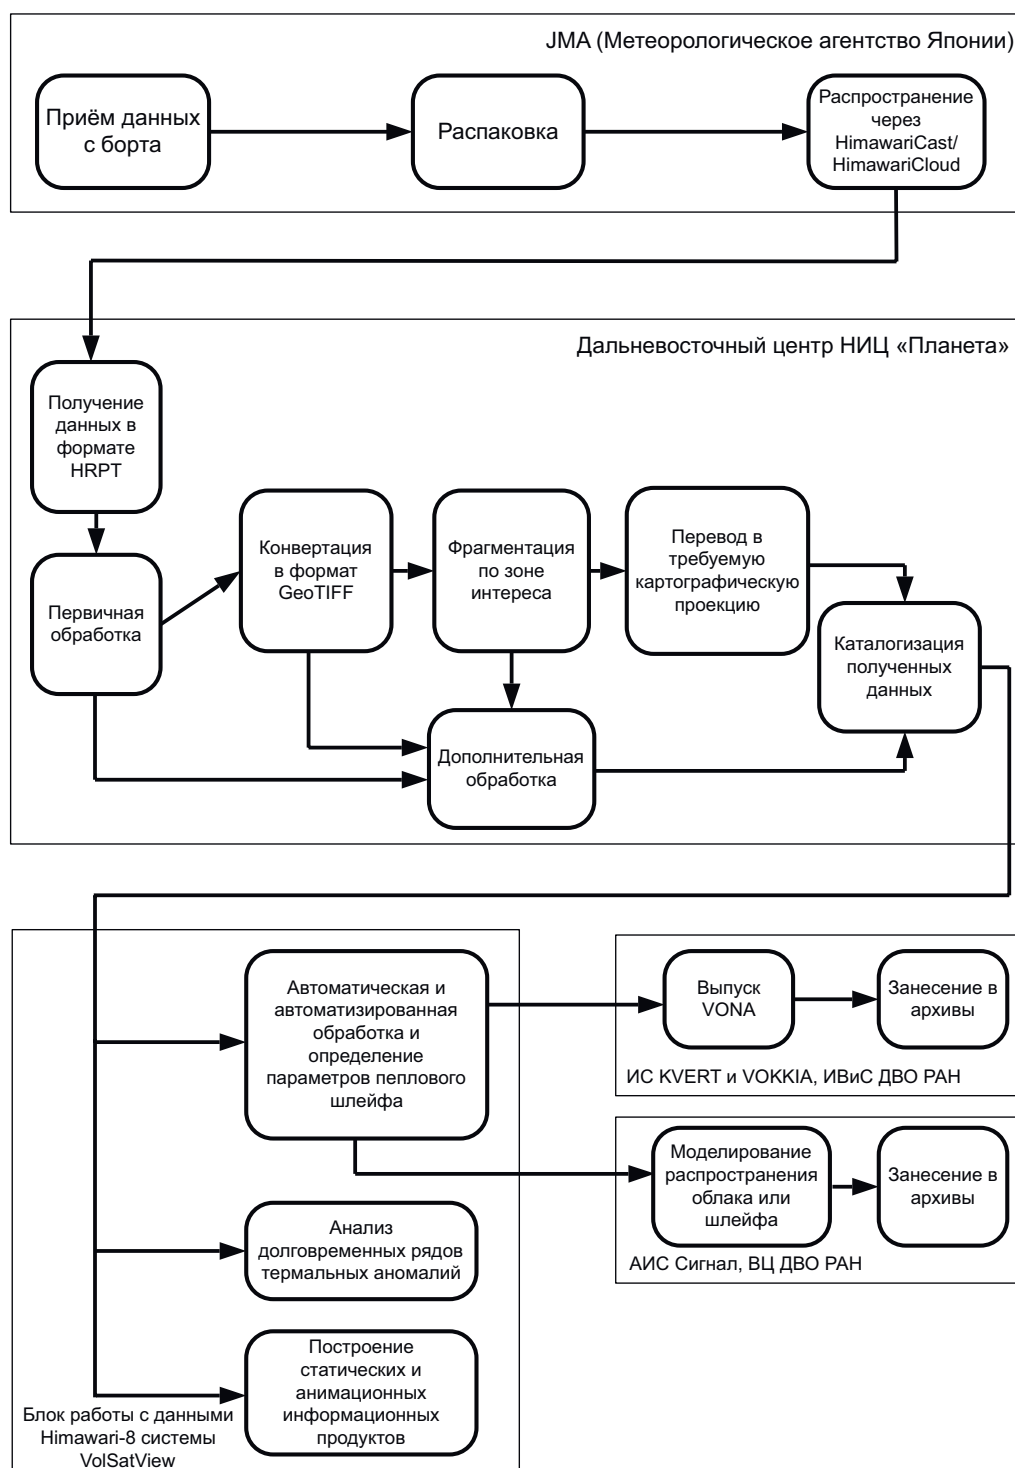 JMA (Метеорологическое агентство Японии)
Приём данных
с борта
Распаковка
Распространение
через
HimawariCast/
HimawariCloud
Дальневосточный центр НИЦ «Планета»
Получение
данных в
формате
HRPT
Первичная
обработка
Конвертация
в формат
GeoTIFF
Фрагментация
по зоне
интереса
Перевод в
требуемую
картографическую
проекцию
Каталогизация
полученных
данных
Дополнительная
обработка
Автоматическая и
автоматизированная
обработка и
определение
параметров пеплового
шлейфа
Выпуск
VONA
Занесение в
архивы
ИС KVERT и VOKKIA, ИВиС ДВО РАН
Моделирование
распространения
облака или
шлейфа
Занесение в
архивы
АИС Сигнал, ВЦ ДВО РАН
Анализ
долговременных рядов
термальных аномалий
Построение
статических и
анимационных
информационных
продуктов
Блок работы с данными
Himawari-8 системы
VolSatView